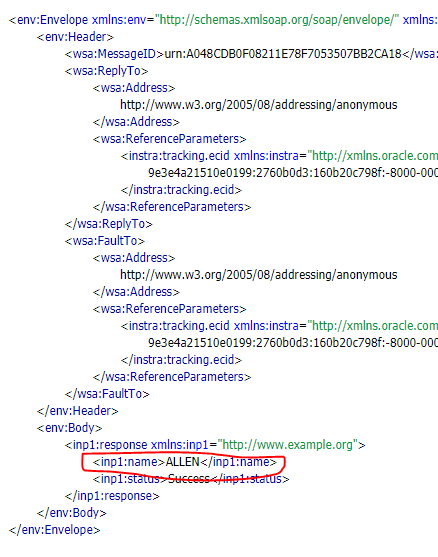 <env:Envelope xmlns:env="http://schemas.xmlsoap.org/soap/envelope/" xmlns:
<env:Header>
<wsa:MessageID>urn:A048CDB0F08211E78F7053507BB2CA18</wsa:
<wsa:ReplyTo>
<wsa:Address>
http://www.w3.org/2005/08/addressing/anonymous
</wsa:Address>
<wsa:ReferenceParameters>
<instra:tracking.ecid xmlns:instra="http://xmlns.oracle.com
9e3e4a21510e0199:2760b0d3:160b20c798f:-8000-000
</instra:tracking.ecid>
</wsa:ReferenceParameters>
</wsa:ReplyTo>
<wsa:FaultTo>
<wsa:Address>
http://www.w3.org/2005/08/addressing/anonymous
</wsa:Address>
<wsa:ReferenceParameters>
<instra:tracking.ecid xmlns:instra="http://xmlns.oracle.com
9e3e4a21510e0199:2760b0d3:160b20c798f:-8000-000
</instra:tracking.ecid>
</wsa:ReferenceParameters>
</wsa:FaultTo>
</env:Header>
<env:Body>
<inp1:response xmlns:inp1="http://www.example.org">
<inp1:name>ALLEN</inp1:name>
<inp1:status>Success</inp1:status>
</inp1:response>
</env:Body>
</env:Envelope>